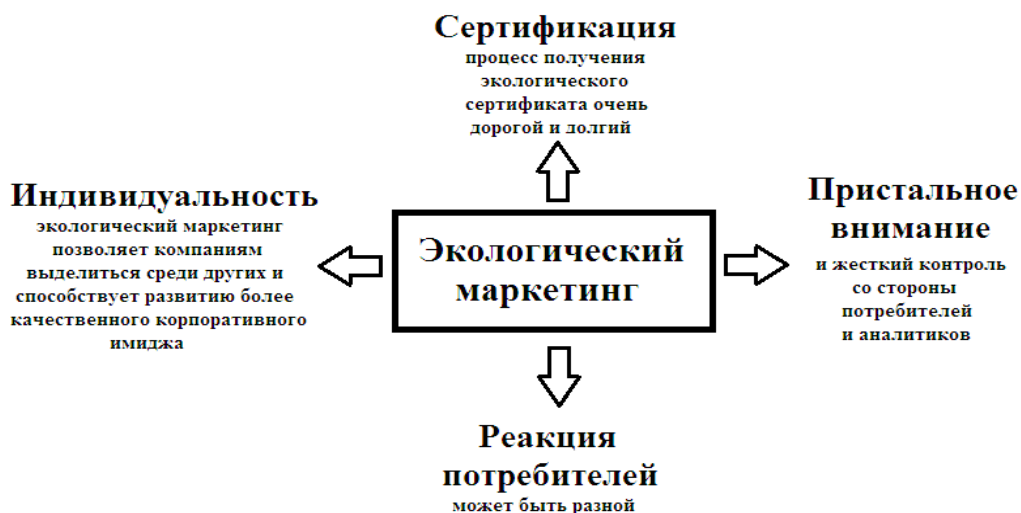 Сертификация
процесс получения
экологического
сертификата очень
дорогой и долгий
Индивидуальность
экологический маркетинг
позволяет компаниям
выделиться среди других и
способствует развитию более
качественного корпоративного
имиджа
Экологический
маркетинг
Пристальное
внимание
и жесткий контроль
со стороны
потребителей
и аналитиков
Реакция
потребителей
может быть разной